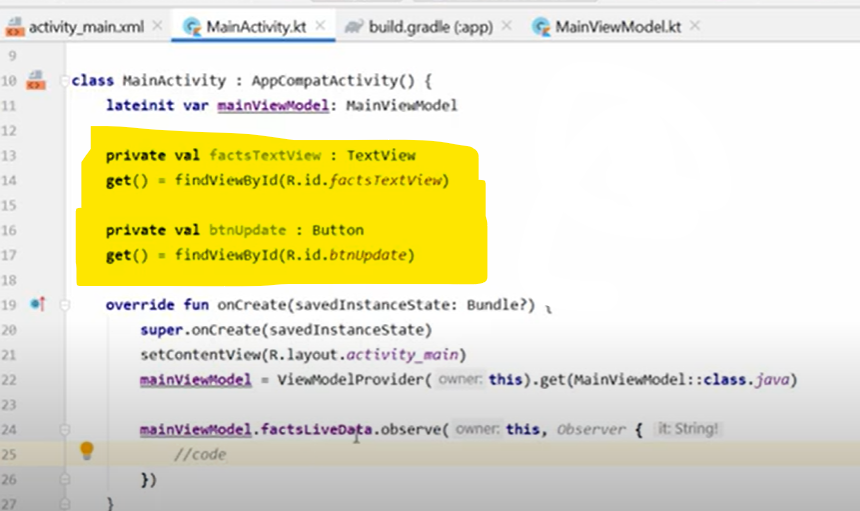 activity_main.xml MainActivity.kt build.gradle (:app) MainViewModel.kt
9
10 class MainActivity : AppCompatActivity() {
11 lateinit var mainViewModel: MainViewModel
12
13 private val factsTextView : TextView
14 get() = findViewById(R.id.factsTextView)
15
16 private val btnUpdate : Button
17 get() = findViewById(R.id.btnUpdate)
18
19 override fun onCreate(savedInstanceState: Bundle?) {
20 super.onCreate(savedInstanceState)
21 setContentView(R.layout.activity_main)
22 mainViewModel = ViewModelProvider( owner: this).get(MainViewModel::class.java)
23
24 mainViewModel.factsLiveData.observe( owner: this, Observer { it: String!
25 //code
26 })
27 }